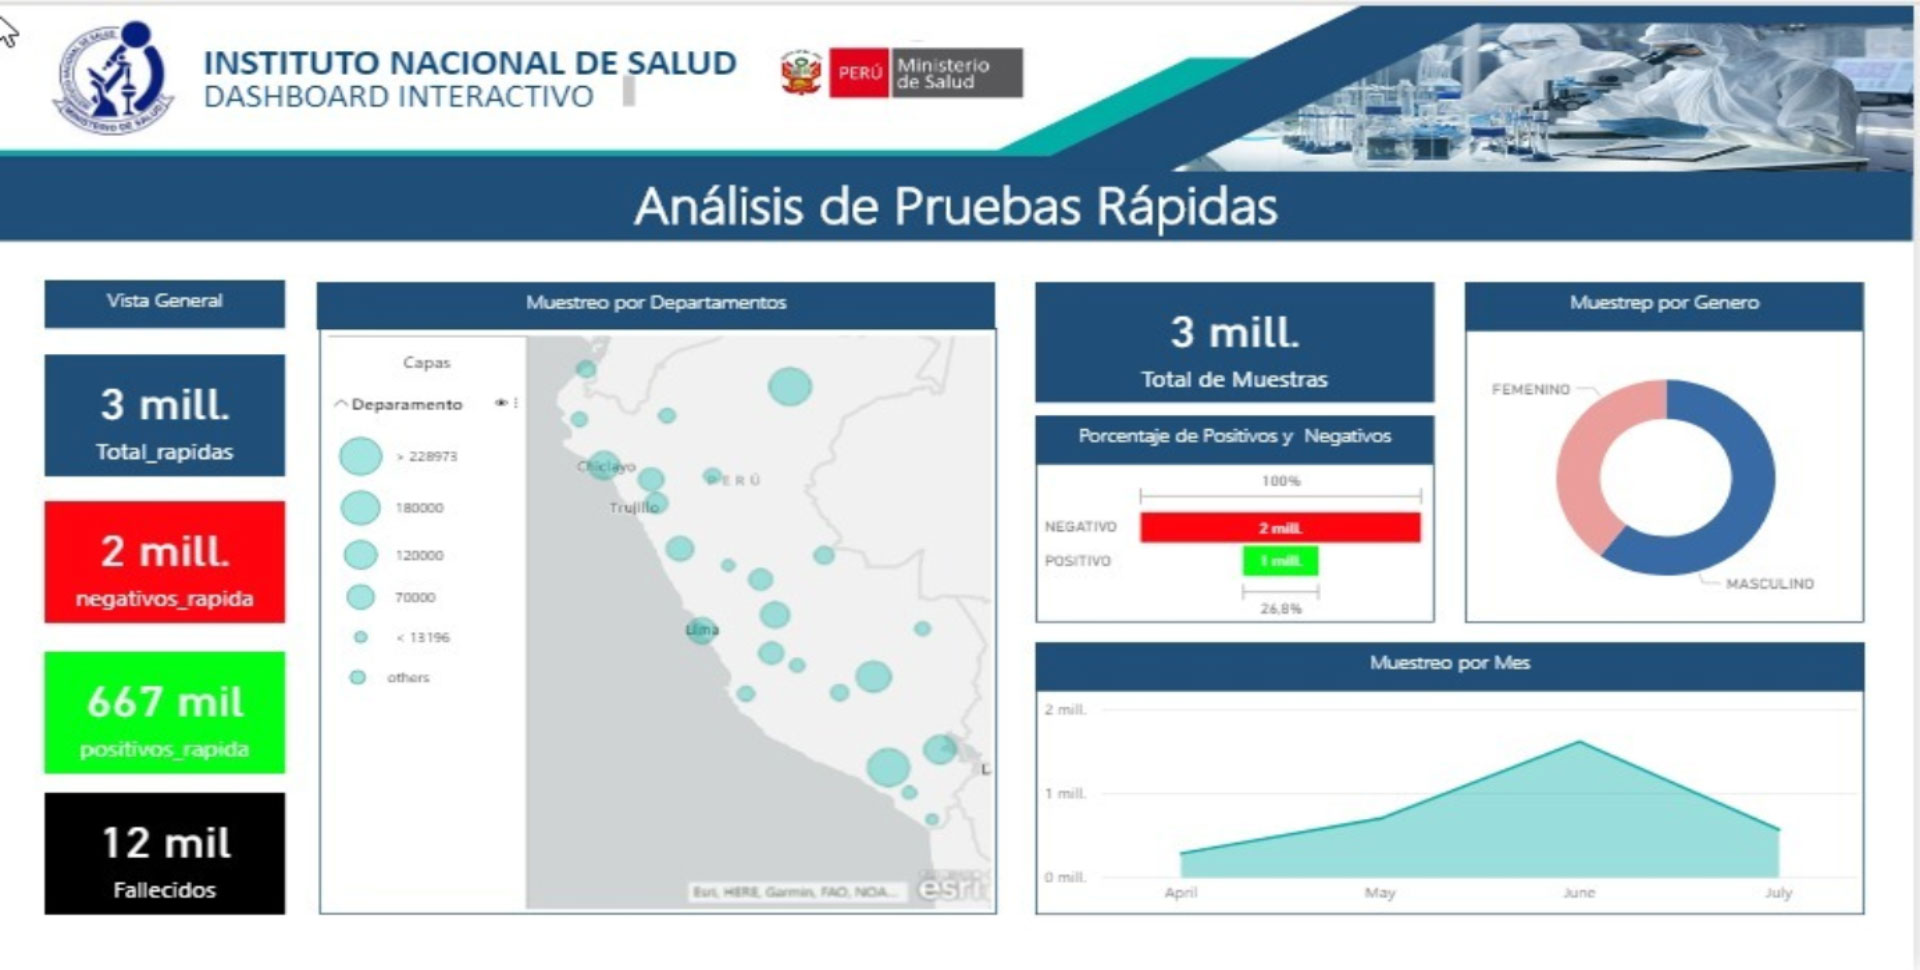 INSTITUTO NACIONAL DE SALUD
DASHBOARD INTERACTIVO
PERÚ
Ministerio
de Salud
Análisis de Pruebas Rápidas
Vista General
3 mill.
Total_rapidas
2 mill.
negativos_rapida
667 mil
positivos_rapida
12 mil
Fallecidos
Muestreo por Departamentos
Capas
Deparamento
> 228973
180000
120000
70000
< 13196
others
Chiclayo
PERÚ
Trujillo
Lima
L
Esri, HERE, Garmin, FAO, NOA...
esri
3 mill.
Total de Muestras
Porcentaje de Positivos y Negativos
100%
NEGATIVO
2 mill.
POSITIVO
1 mill.
26,8%
Muestrep por Genero
FEMENINO
MASCULINO
Muestreo por Mes
2 mill.
1 mill.
0 mill.
April
May
June
July